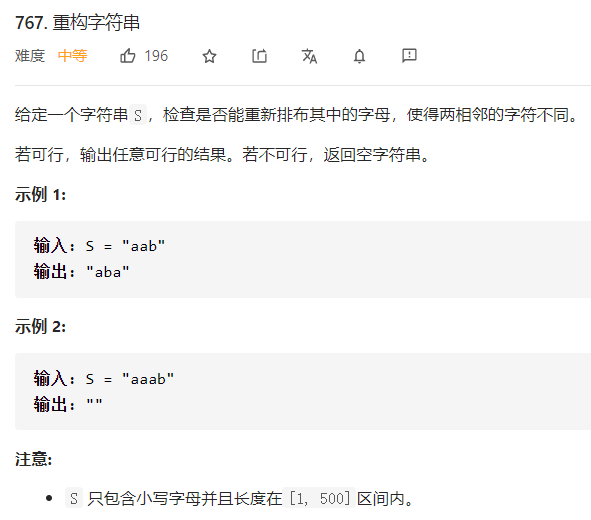 767. 重构字符串
难度 中等 196
给定一个字符串S，检查是否能重新排布其中的字母，使得两相邻的字符不同。
若可行，输出任意可行的结果。若不可行，返回空字符串。
示例 1:
输入：S = "aab"
输出："aba"
示例 2:
输入：S = "aaab"
输出：""
注意:
• S 只包含小写字母并且长度在[1, 500]区间内。